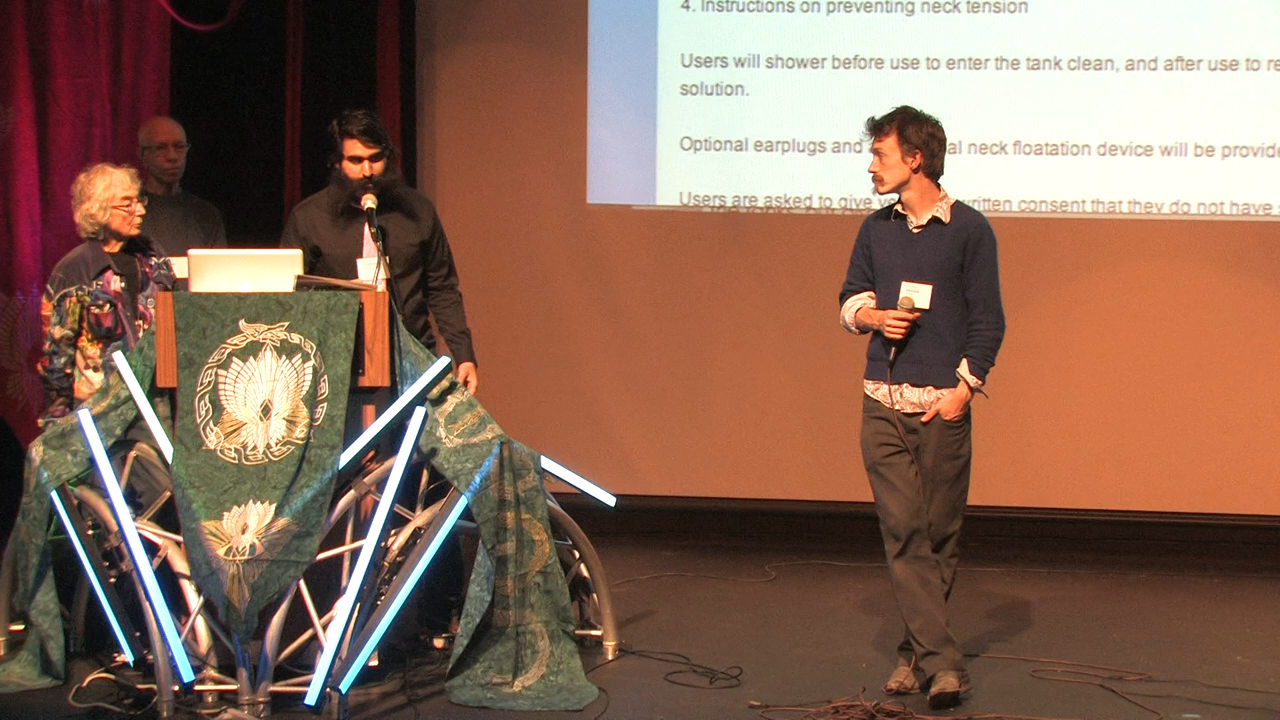 4. Instructions on preventing neck tension
Users will shower before use to enter the tank clean, and after use to re
solution.
Optional earplugs and al neck floatation device will be provide
Users are asked to give written consent that they do not have